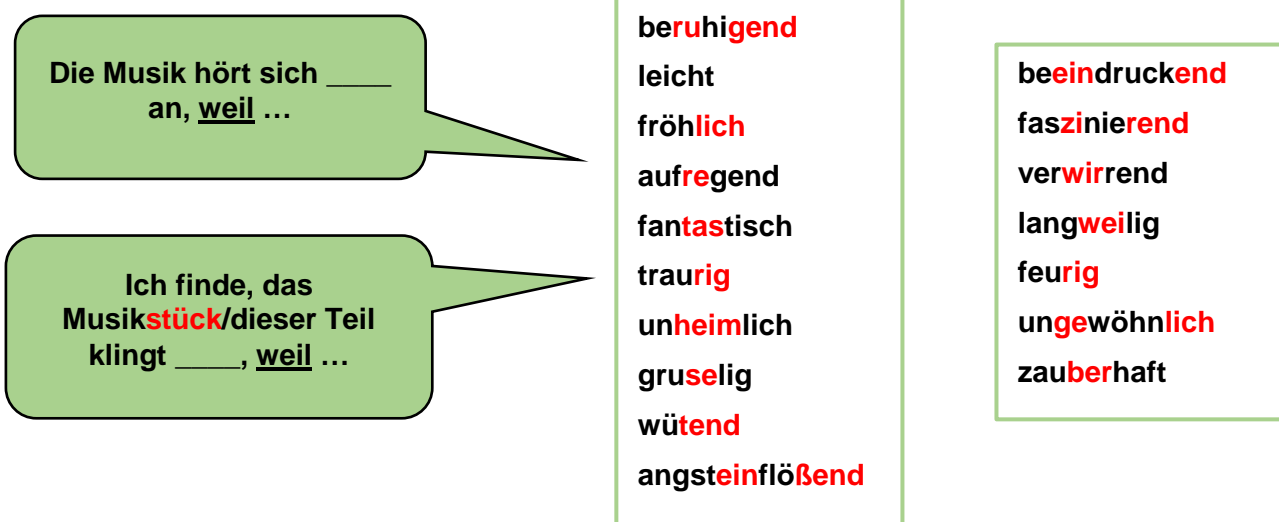 Die Musik hört sich ____
an, weil …
Ich finde, das
Musikstück/dieser Teil
klingt ____, weil …
beruhigend
leicht
fröhlich
aufregend
fantastisch
traurig
unheimlich
gruselig
wütend
angsteinflößend
beeindruckend
faszinierend
verwirrend
langweilig
feurig
ungewöhnlich
zauberhaft